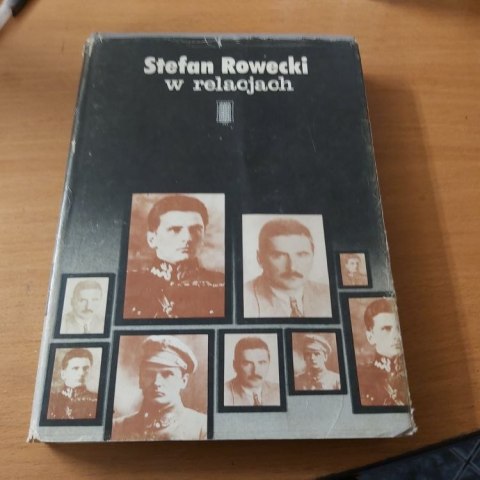 Stefan Rowecki
w relacjach